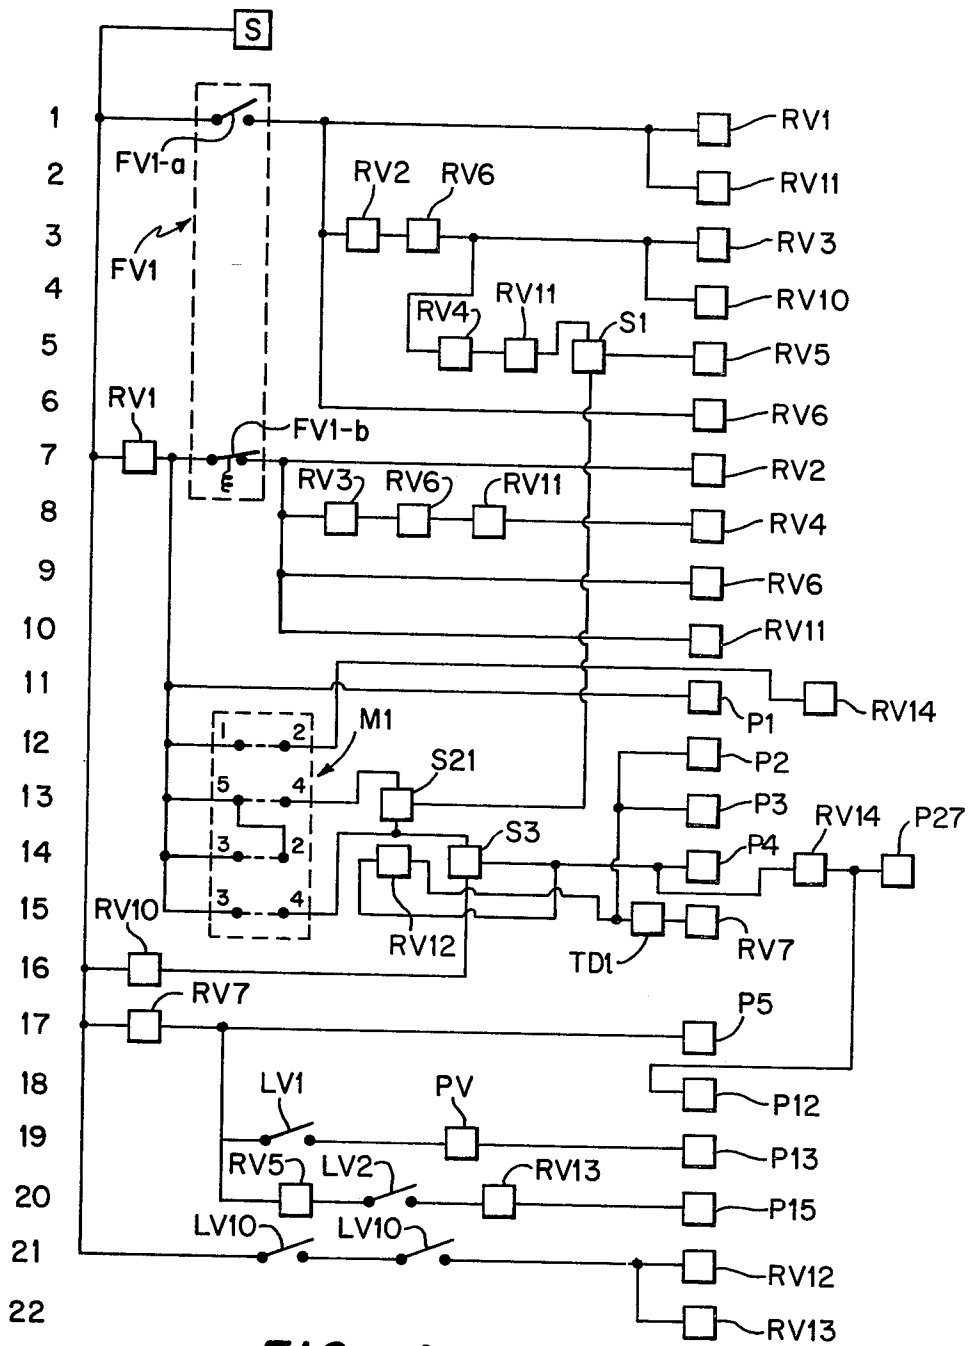 S
1 RV1
FV1-a
2 RV2 RV6 RV11
3 RV3
FV1
4 RV4 RV11 S1 RV10
5 RV5
6 RV1 FV1-b RV6
7 RV2
RV3 RV6 RV11
8 RV4
9 RV6
10 RV11
11 P1 RV14
M1
12 1 2 P2
S21
13 5 4 P3
RV14 P27
S3 P4
14 3 2
15 3 4
RV10 RV12 TD1 RV7
16
RV7
17 P5
18 LV1 PV P12
19 P13
RV5 LV2 RV13
20 P15
LV10 LV10
21 RV12
22 RV13